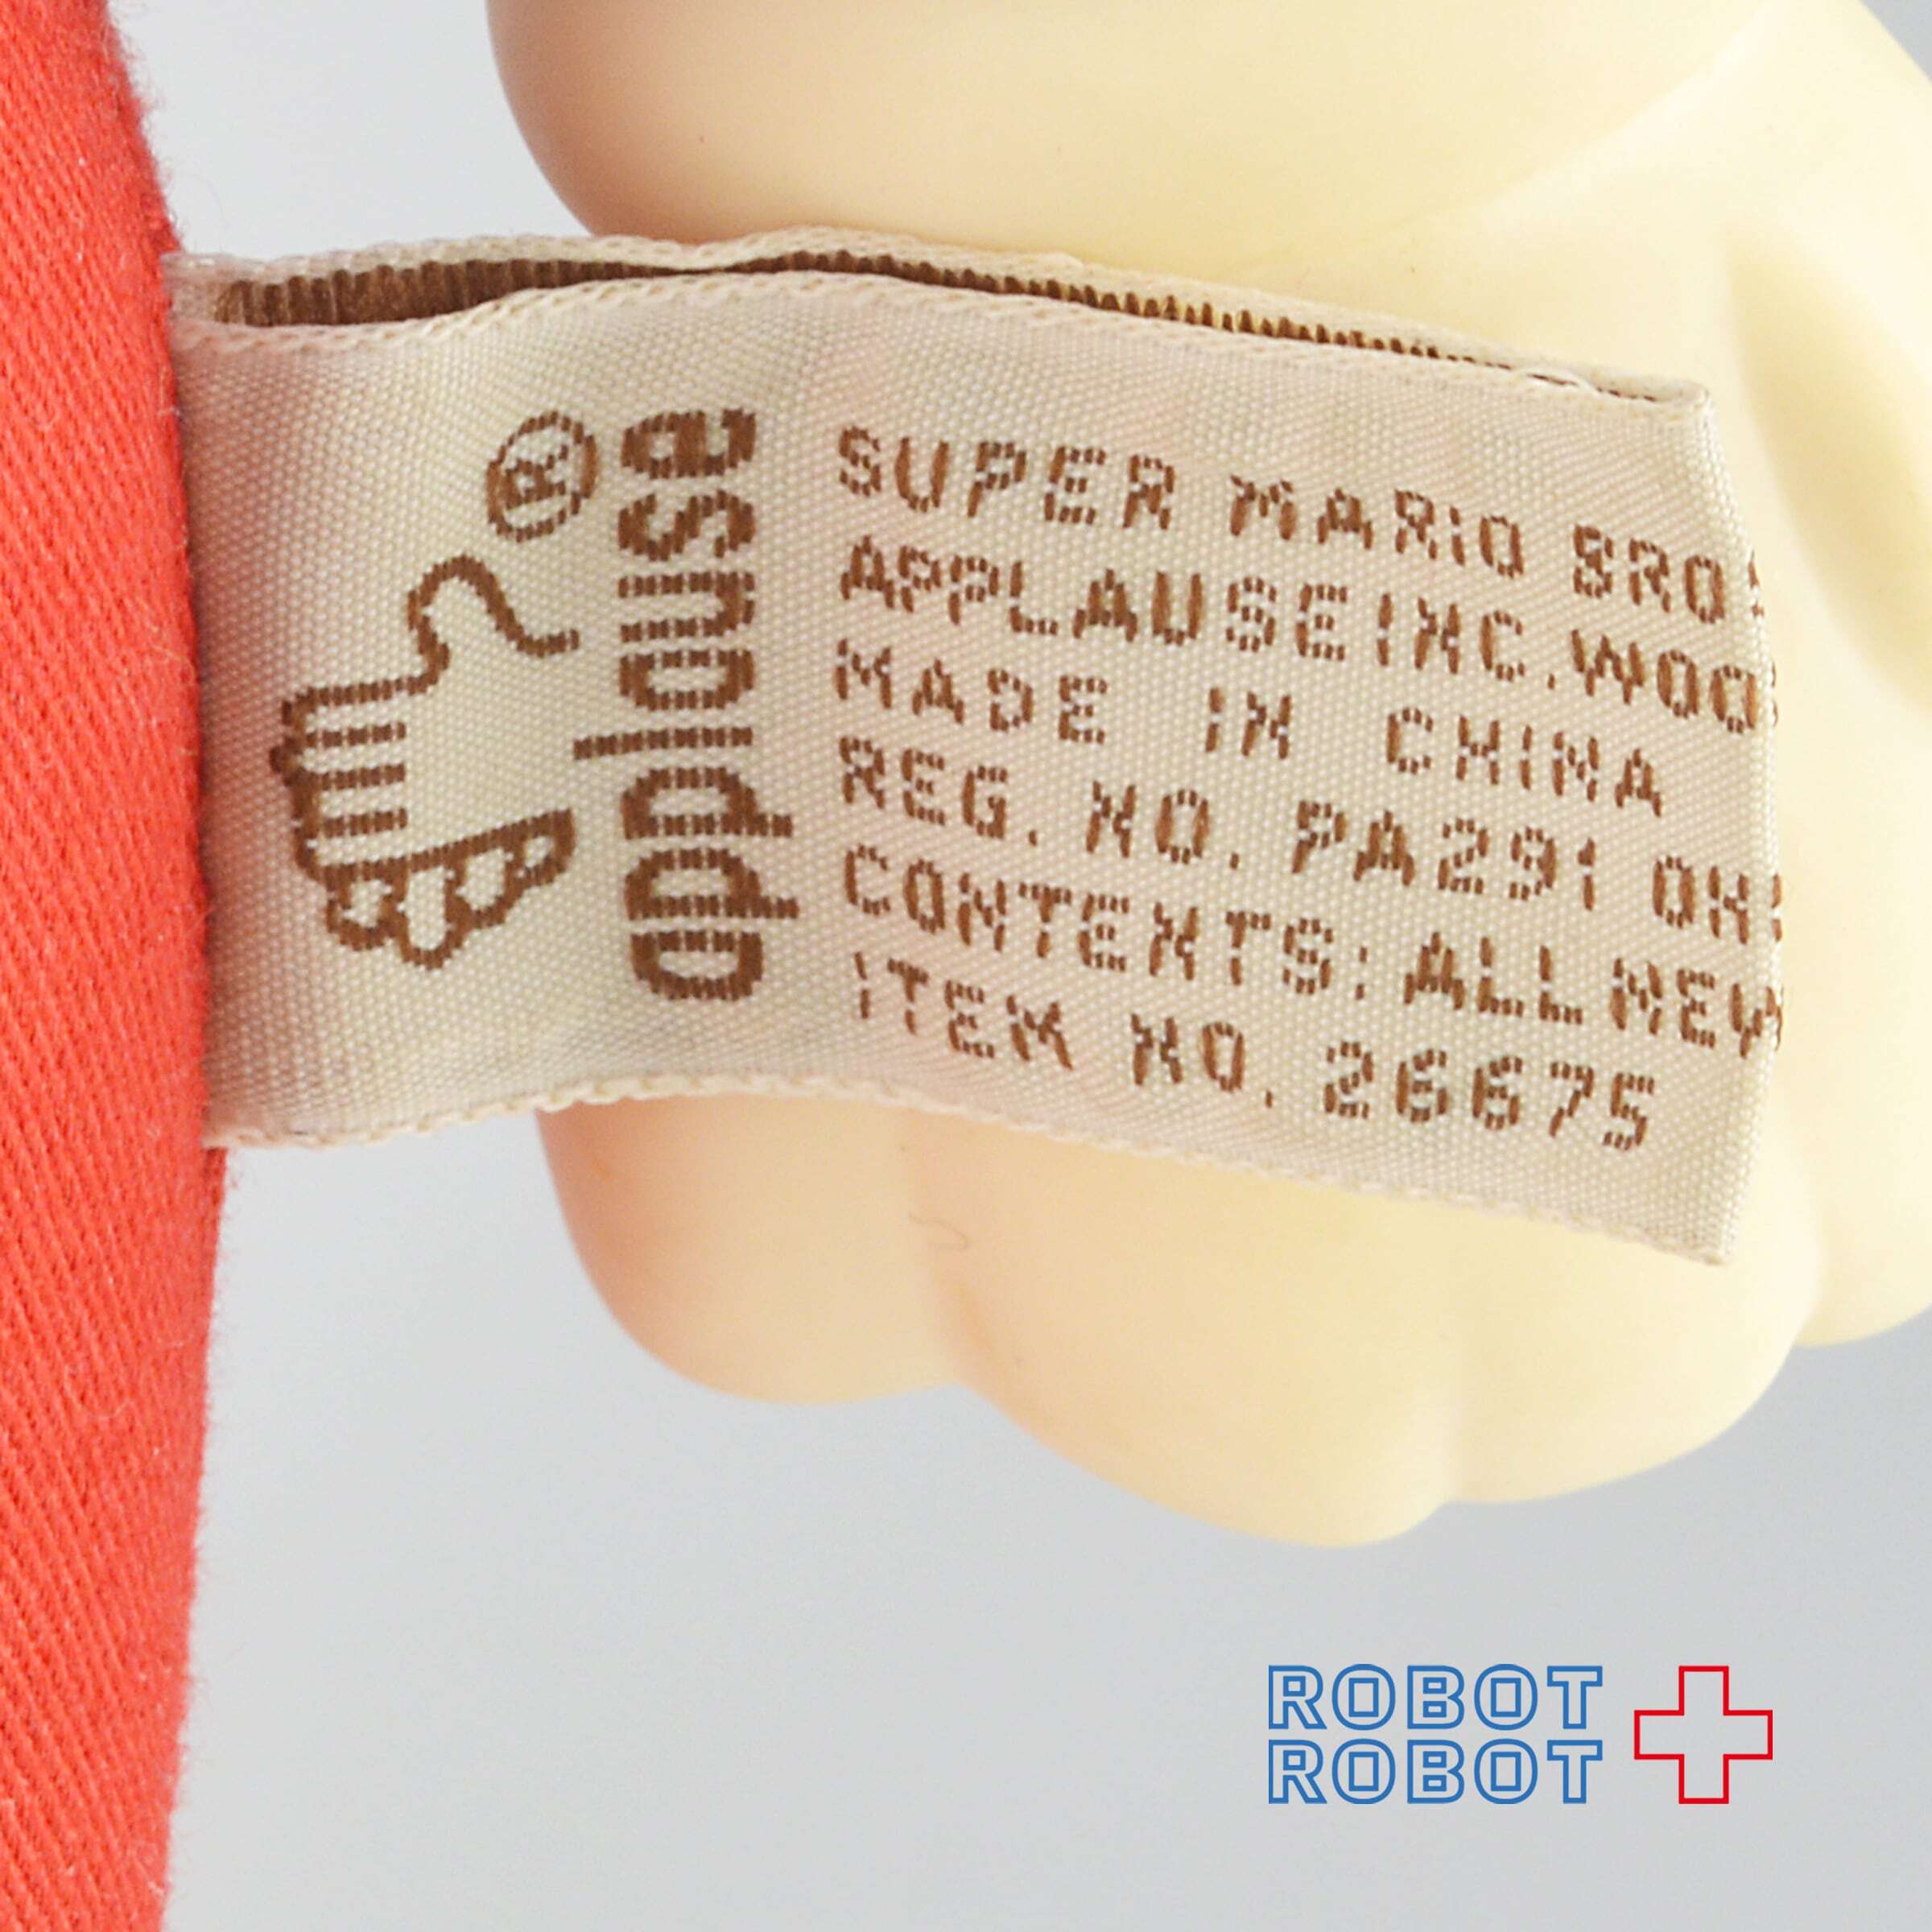 applause®
SUPER MARIO BRO
APPLAUSE INC. WOO
MADE IN CHINA
REG. NO. PA291 OH
CONTENTS: ALL NEW
ITEM NO. 26675
ROBOT
ROBOT